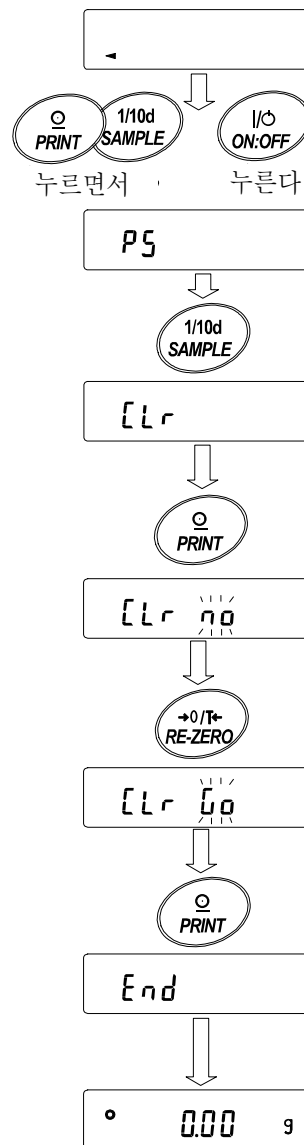 1/10d |/⏻
PRINT SAMPLE ON:OFF
누르면서 누른다
PS
1/10d
SAMPLE
CLr
PRINT
CLr no
→0/T←
RE-ZERO
CLr Go
PRINT
End
0.00 g